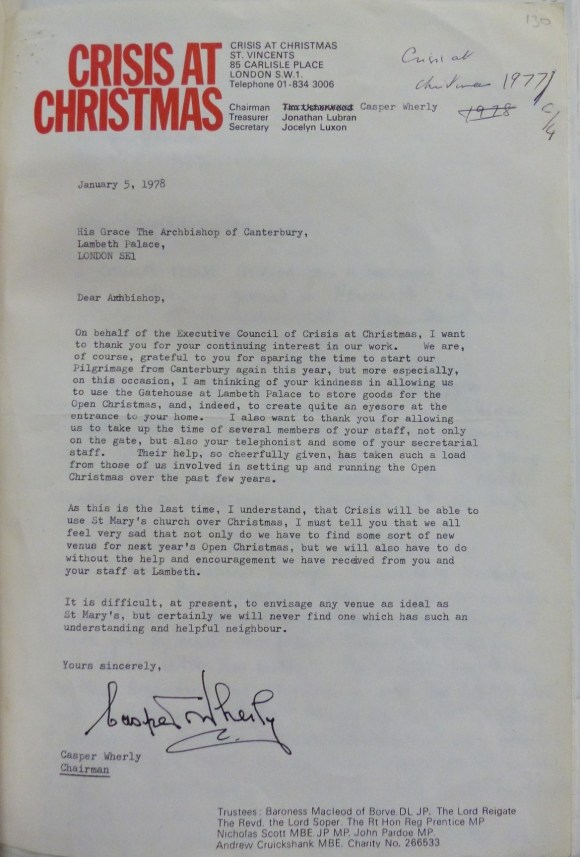 130
CRISIS AT
CHRISTMAS
CRISIS AT CHRISTMAS
ST. VINCENTS
85 CARLISLE PLACE
LONDON S.W.1.
Telephone 01-834 3006
Chairman Tim Usherwood Casper Wherly
Treasurer Jonathan Lubran
Secretary Jocelyn Luxon
Crisis at
Christmas 1977
1978
C/4
January 5, 1978
His Grace The Archbishop of Canterbury,
Lambeth Palace,
LONDON SE1
Dear Archbishop,
On behalf of the Executive Council of Crisis at Christmas, I want
to thank you for your continuing interest in our work. We are,
of course, grateful to you for sparing the time to start our
Pilgrimage from Canterbury again this year, but more especially,
on this occasion, I am thinking of your kindness in allowing us
to use the Gatehouse at Lambeth Palace to store goods for the
Open Christmas, and, indeed, to create quite an eyesore at the
entrance to your home. I also want to thank you for allowing
us to take up the time of several members of your staff, not only
on the gate, but also your telephonist and some of your secretarial
staff. Their help, so cheerfully given, has taken such a load
from those of us involved in setting up and running the Open
Christmas over the past few years.
As this is the last time, I understand, that Crisis will be able to
use St Mary's church over Christmas, I must tell you that we all
feel very sad that not only do we have to find some sort of new
venue for next year's Open Christmas, but we will also have to do
without the help and encouragement we have received from you and
your staff at Lambeth.
It is difficult, at present, to envisage any venue as ideal as
St Mary's, but certainly we will never find one which has such an
understanding and helpful neighbour.
Yours sincerely,
Casper Wherly
Casper Wherly
Chairman
Trustees: Baroness Macleod of Borve DL JP. The Lord Reigate
The Revd. the Lord Soper. The Rt Hon Reg Prentice MP
Nicholas Scott MBE JP MP. John Pardoe MP.
Andrew Cruickshank MBE. Charity No. 266533